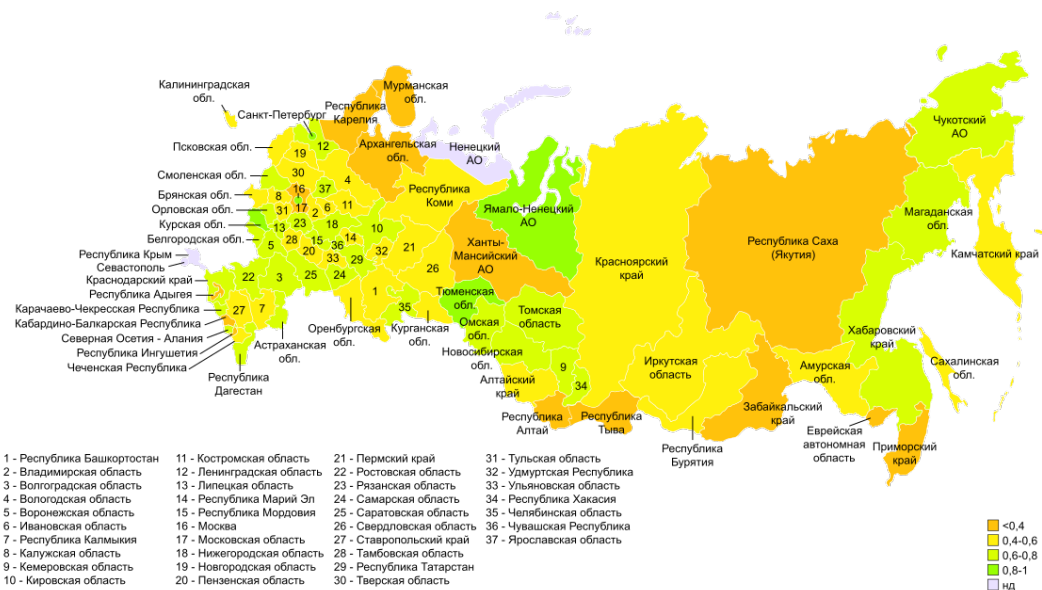 Калининградская
обл.
Санкт-Петербург
Мурманская
обл.
Республика
Карелия
Псковская обл.
Архангельская
обл.
Ненецкий
АО
Чукотский
АО
12
19
Смоленская обл.
30
4
16
37
Брянская обл.
8
Республика
Коми
Орловская обл.
31
17
2
6
11
Ямало-Ненецкий
АО
Магаданская
обл.
Курская обл.
13
23
18
10
Белгородская обл.
5
28
15
36
14
Республика Саха
(Якутия)
Ханты-
Мансийский
АО
Камчатский край
Республика Крым
20
33
29
32
21
Севастополь
26
Красноярский
край
Краснодарский край
22
3
25
24
Республика Адыгея
1
Тюменская
обл.
Карачаево-Чекресская Республика
27
7
35
Томская
область
Кабардино-Балкарская Республика
Омская
обл.
Хабаровский
край
Северная Осетия - Алания
Оренбургская
обл.
Курганская
обл.
Астраханская
обл.
Республика Ингушетия
Новосибирская
обл.
Иркутская
область
Амурская
обл.
Сахалинская
обл.
Чеченская Республика
9
34
Республика
Дагестан
Алтайский
край
Республика
Алтай
Республика
Тыва
Забайкальский
край
Республика
Бурятия
Еврейская
автономная
область
Приморский
край
1 - Республика Башкортостан
2 - Владимирская область
3 - Волгоградская область
4 - Вологодская область
5 - Воронежская область
6 - Ивановская область
7 - Республика Калмыкия
8 - Калужская область
9 - Кемеровская область
10 - Кировская область
11 - Костромская область
12 - Ленинградская область
13 - Липецкая область
14 - Республика Марий Эл
15 - Республика Мордовия
16 - Москва
17 - Московская область
18 - Нижегородская область
19 - Новгородская область
20 - Пензенская область
21 - Пермский край
22 - Ростовская область
23 - Рязанская область
24 - Самарская область
25 - Саратовская область
26 - Свердловская область
27 - Ставропольский край
28 - Тамбовская область
29 - Республика Татарстан
30 - Тверская область
31 - Тульская область
32 - Удмуртская Республика
33 - Ульяновская область
34 - Республика Хакасия
35 - Челябинская область
36 - Чувашская Республика
37 - Ярославская область
<0,4
0,4-0,6
0,6-0,8
0,8-1
нд